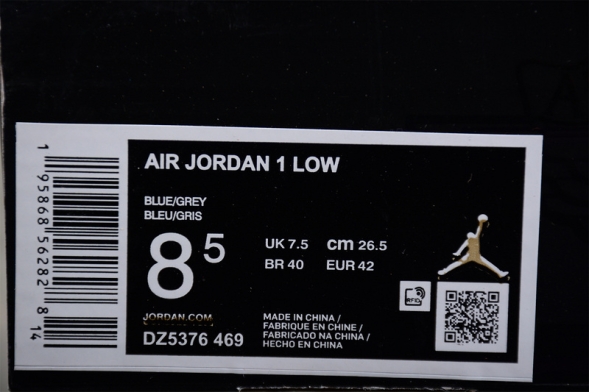 AIR JORDAN 1 LOW
BLUE/GREY
BLEU/GRIS
8 5
UK 7.5 cm 26.5
BR 40 EUR 42
RFID
JORDAN.COM
DZ5376 469
MADE IN CHINA /
FABRIQUE EN CHINE /
FABRICADO NA CHINA /
HECHO EN CHINA
1 95868 56282 8 14